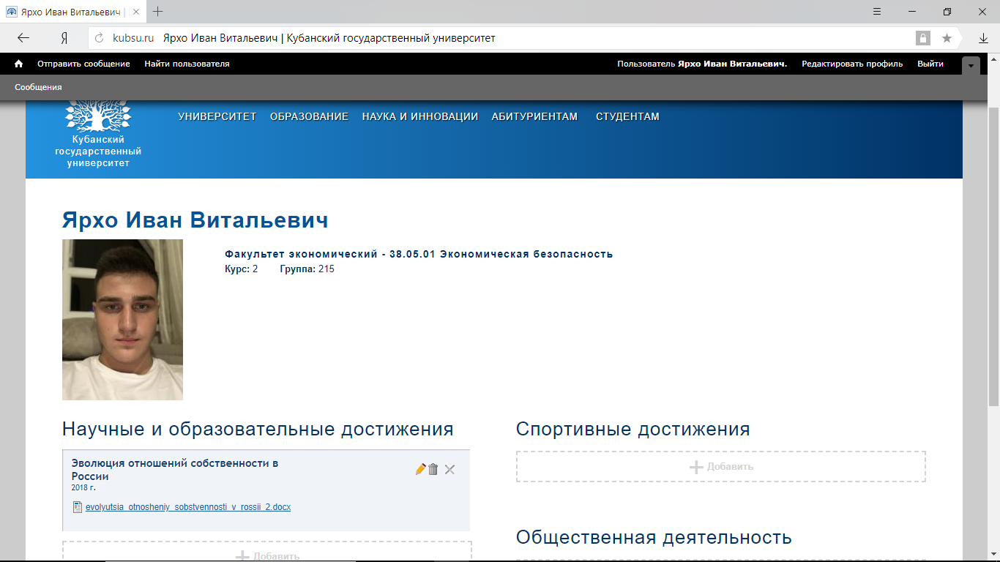 Ярхо Иван Витальевич |
Я
kubsu.ru Ярхо Иван Витальевич | Кубанский государственный университет
Отправить сообщение Найти пользователя Пользователь Ярхо Иван Витальевич. Редактировать профиль Выйти
Сообщения
УНИВЕРСИТЕТ ОБРАЗОВАНИЕ НАУКА И ИННОВАЦИИ АБИТУРИЕНТАМ СТУДЕНТАМ
Кубанский
государственный
университет
Ярхо Иван Витальевич
Факультет экономический - 38.05.01 Экономическая безопасность
Курс: 2 Группа: 215
Научные и образовательные достижения
Эволюция отношений собственности в
России
2018 г.
evolyutsia_otnosheniy_sobstvennosti_v_rossii_2.docx
Добавить
Спортивные достижения
Добавить
Общественная деятельность